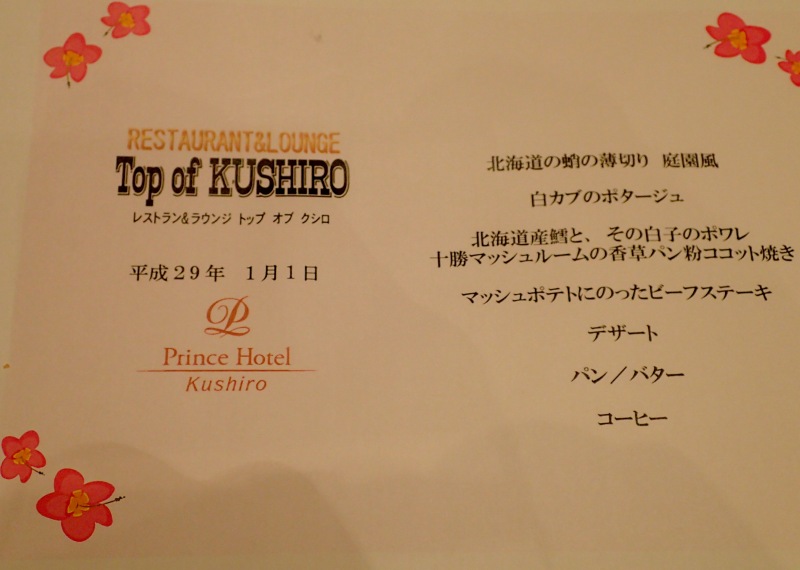 RESTAURANT&LOUNGE
Top of KUSHIRO
レストラン&ラウンジ トップ オブ クシロ
平成29年 1月1日
Prince Hotel
Kushiro
北海道の蛸の薄切り 庭園風
白カブのポタージュ
北海道産鱈と、その白子のポワレ
十勝マッシュルームの香草パン粉ココット焼き
マッシュポテトにのったビーフステーキ
デザート
パン／バター
コーヒー